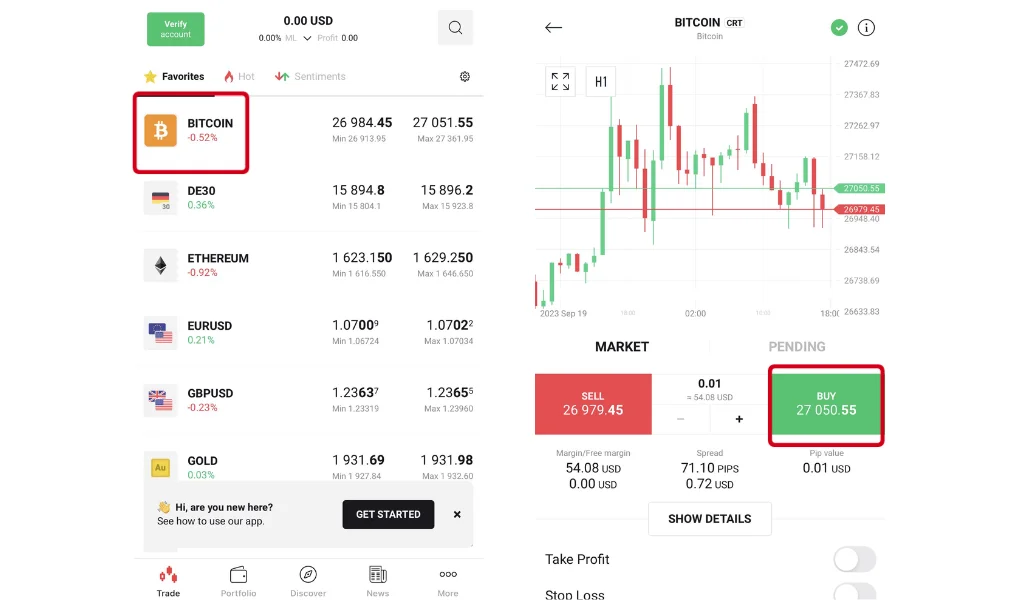 Verify
account
0.00 USD
0.00% ML Profit 0.00
Favorites Hot Sentiments
BITCOIN
-0.52%
26 984.45 27 051.55
Min 26 913.95 Max 27 361.95
DE30
0.36%
15 894.8 15 896.2
Min 15 804.1 Max 15 923.8
30
ETHEREUM
-0.92%
1 623.150 1 629.250
Min 1 616.550 Max 1 646.650
EURUSD
0.21%
1.07009 1.07022
Min 1.06724 Max 1.07034
GBPUSD
-0.23%
1.23637 1.23655
Min 1.23319 Max 1.23960
Au
GOLD
0.03%
1 931.69 1 931.98
Min 1 927.84 Max 1 932.60
Hi, are you new here?
See how to use our app.
GET STARTED
Trade Portfolio Discover News More
BITCOIN CRT
Bitcoin
H1
27472.69
27367.83
27262.97
27158.12
27050.55
26979.45
26948.40
26843.54
26738.69
26633.83
2023 Sep 19 18:00 02:00 10:00 18:00
MARKET PENDING
SELL
26 979.45
0.01
≈ 54.08 USD
− +
BUY
27 050.55
Margin/Free margin Spread Pip value
54.08 USD 71.10 PIPS 0.01 USD
0.00 USD 0.72 USD
SHOW DETAILS
Take Profit
Stop Loss